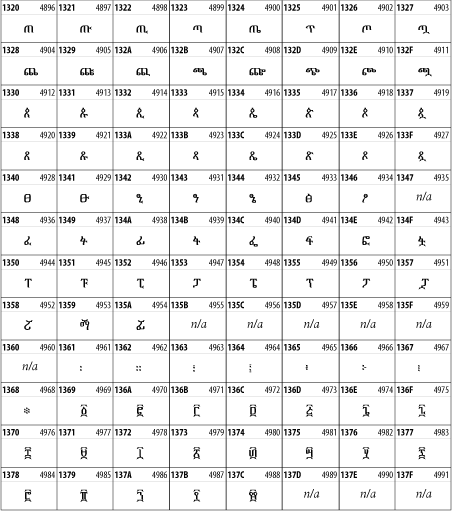 1320 4896 1321 4897 1322 4898 1323 4899 1324 4900 1325 4901 1326 4902 1327 4903
ጠ ጡ ጢ ጣ ጤ ጥ ጦ ጧ
1328 4904 1329 4905 132A 4906 132B 4907 132C 4908 132D 4909 132E 4910 132F 4911
ጨ ጩ ጪ ጫ ጬ ጭ ጮ ጯ
1330 4912 1331 4913 1332 4914 1333 4915 1334 4916 1335 4917 1336 4918 1337 4919
ጰ ጱ ጲ ጳ ጴ ጵ ጶ ጷ
1338 4920 1339 4921 133A 4922 133B 4923 133C 4924 133D 4925 133E 4926 133F 4927
ጸ ጹ ጺ ጻ ጼ ጽ ጾ ጿ
1340 4928 1341 4929 1342 4930 1343 4931 1344 4932 1345 4933 1346 4934 1347 4935
ፀ ፁ ፂ ፃ ፄ ፅ ፆ n/a
1348 4936 1349 4937 134A 4938 134B 4939 134C 4940 134D 4941 134E 4942 134F 4943
ፈ ፉ ፊ ፋ ፌ ፍ ፎ ፏ
1350 4944 1351 4945 1352 4946 1353 4947 1354 4948 1355 4949 1356 4950 1357 4951
ፐ ፑ ፒ ፓ ፔ ፕ ፖ ፗ
1358 4952 1359 4953 135A 4954 135B 4955 135C 4956 135D 4957 135E 4958 135F 4959
ፘ ፙ ፚ n/a n/a n/a n/a n/a
1360 4960 1361 4961 1362 4962 1363 4963 1364 4964 1365 4965 1366 4966 1367 4967
n/a ፡ ። ፣ ፤ ፥ ፦ ፧
1368 4968 1369 4969 136A 4970 136B 4971 136C 4972 136D 4973 136E 4974 136F 4975
፨ ፩ ፪ ፫ ፬ ፭ ፮ ፯
1370 4976 1371 4977 1372 4978 1373 4979 1374 4980 1375 4981 1376 4982 1377 4983
፰ ፱ ፲ ፳ ፴ ፵ ፶ ፷
1378 4984 1379 4985 137A 4986 137B 4987 137C 4988 137D 4989 137E 4990 137F 4991
፸ ፹ ፺ ፻ ፼ n/a n/a n/a